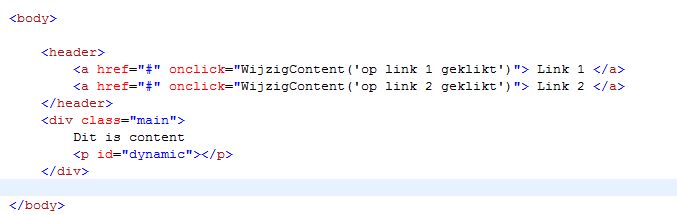 <body>
<header>
<a href="#" onclick="WijzigContent('op link 1 geklikt')"> Link 1 </a>
<a href="#" onclick="WijzigContent('op link 2 geklikt')"> Link 2 </a>
</header>
<div class="main">
Dit is content
<p id="dynamic"></p>
</div>
</body>